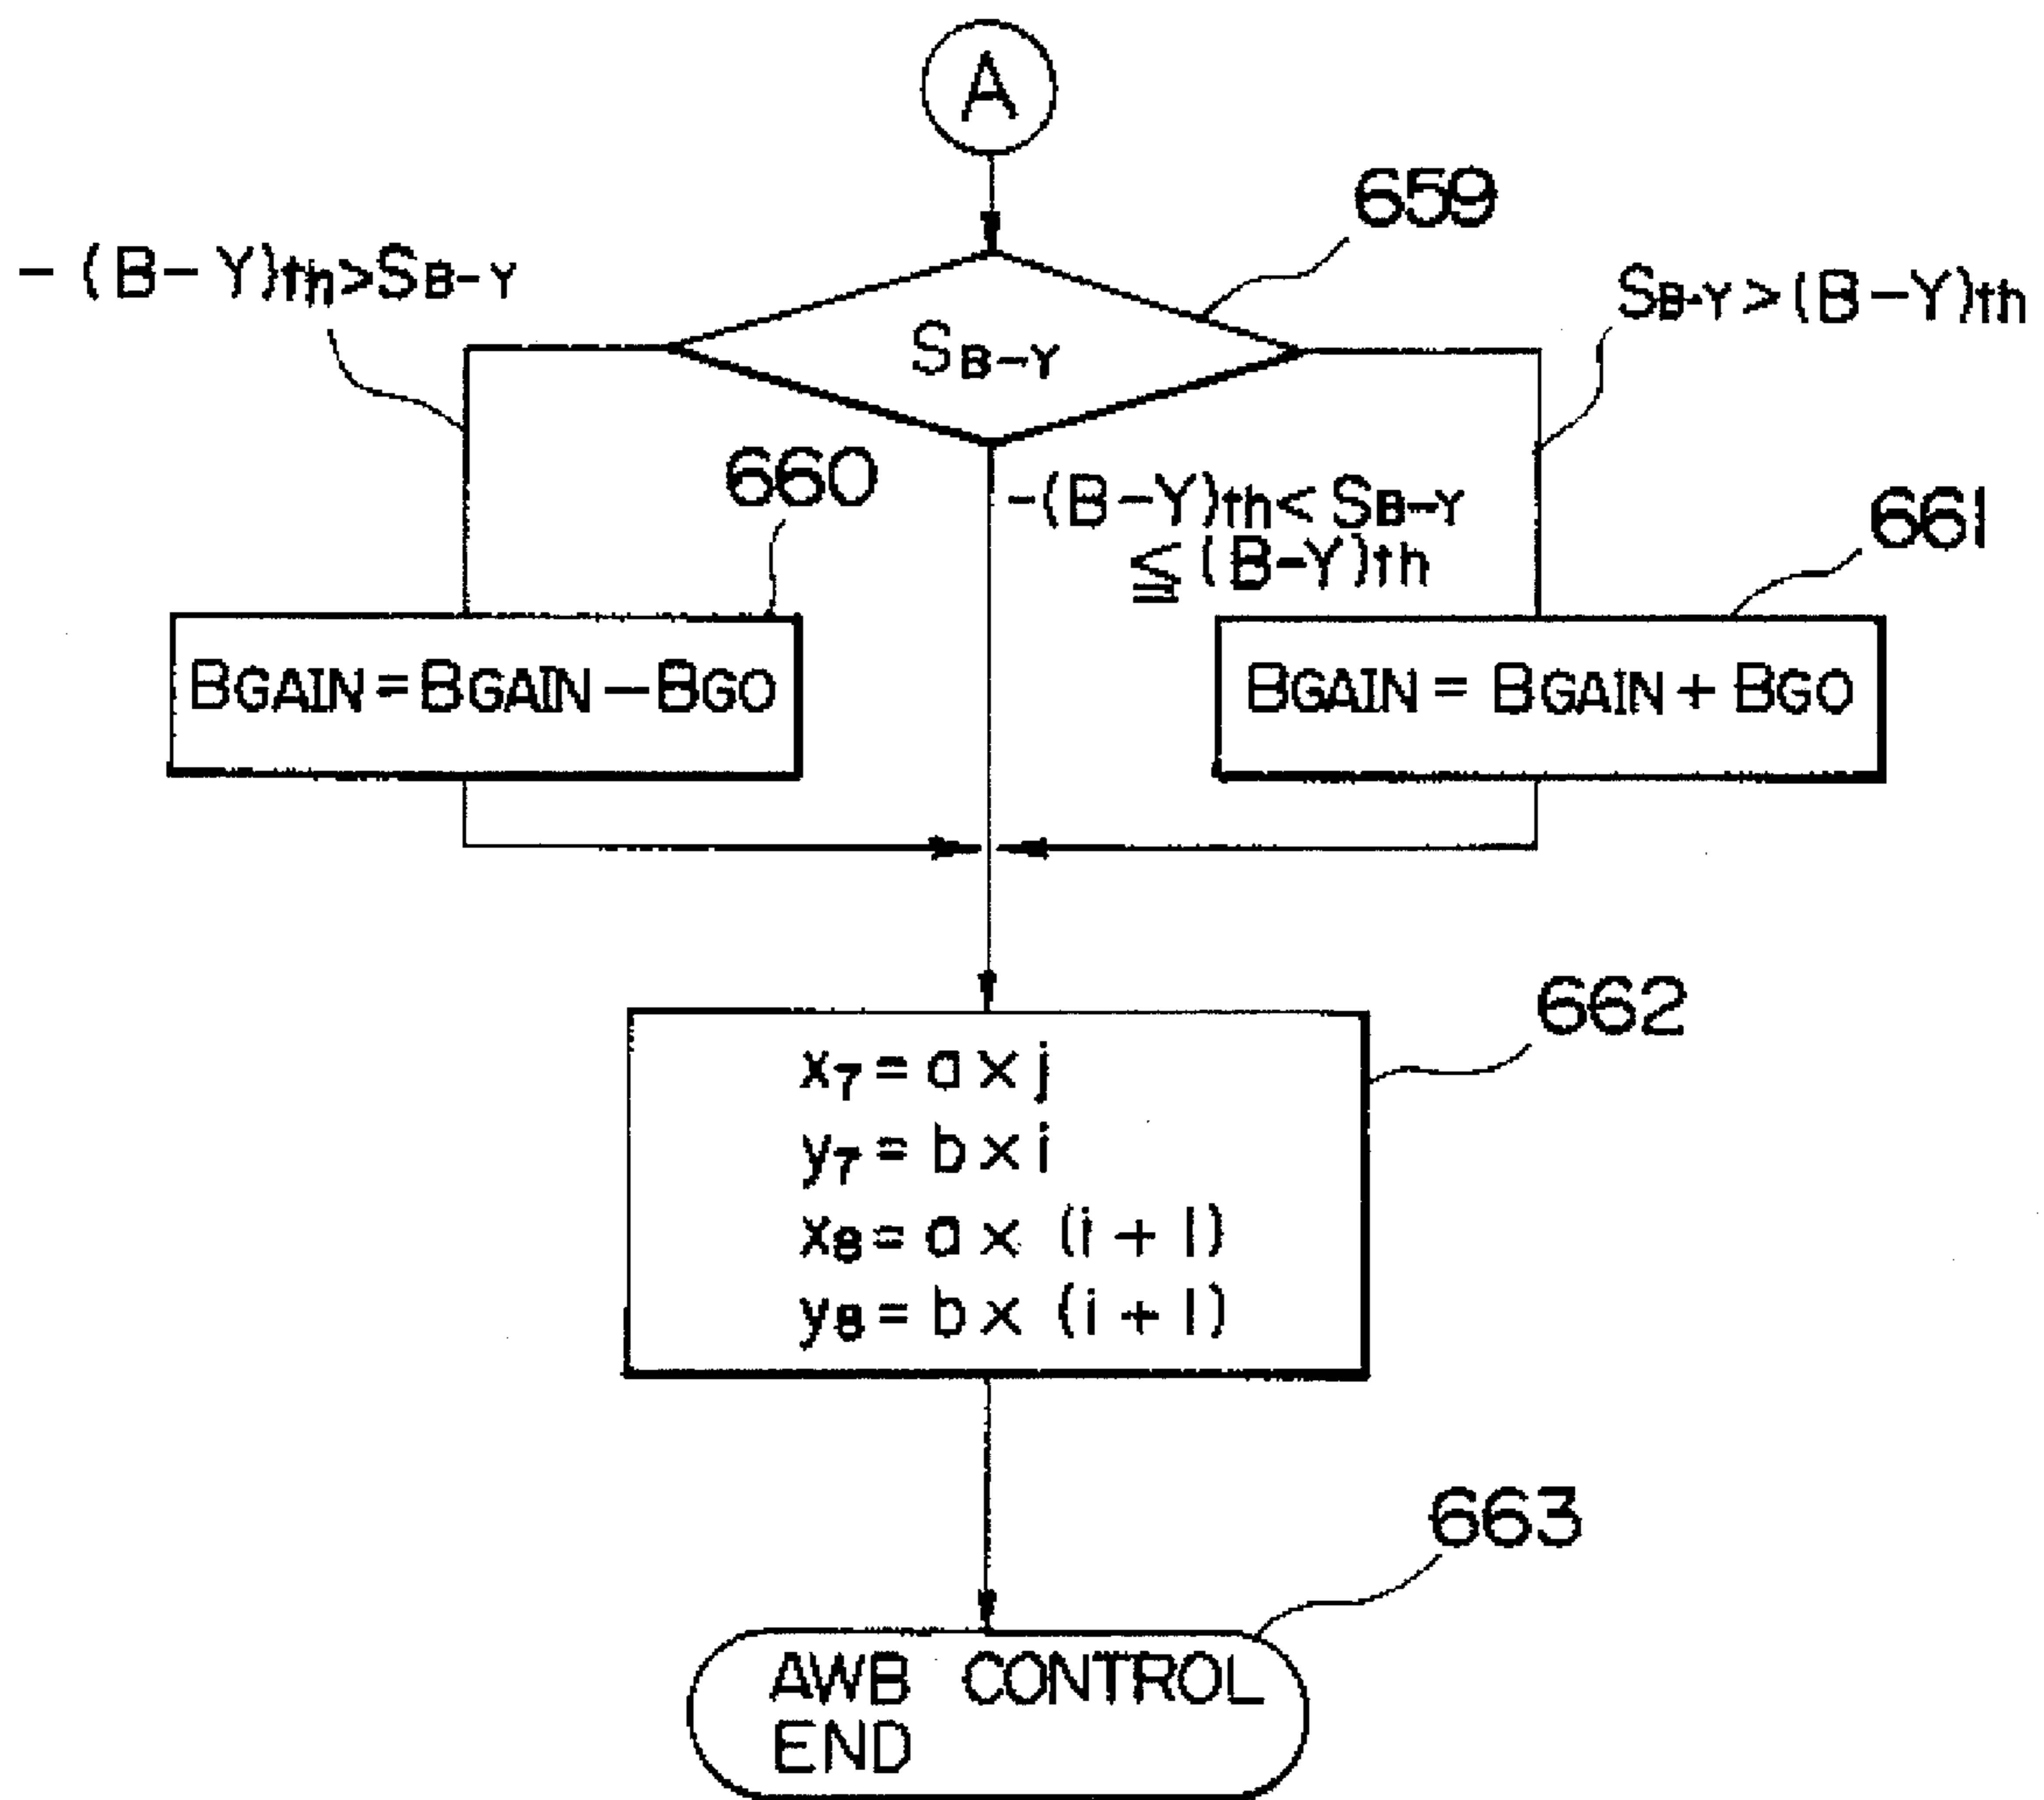 A
659
-(B-Y)th>SB-Y
SB-Y>(B-Y)th
SB-Y
660
-(B-Y)th<SB-Y
≦(B-Y)th
661
BGAIN=BGAIN-BGO
BGAIN = BGAIN + BGO
662
x7 = a × j
y7 = b × i
x8 = a × (i + 1)
y8 = b × (i + 1)
663
AWB CONTROL
END